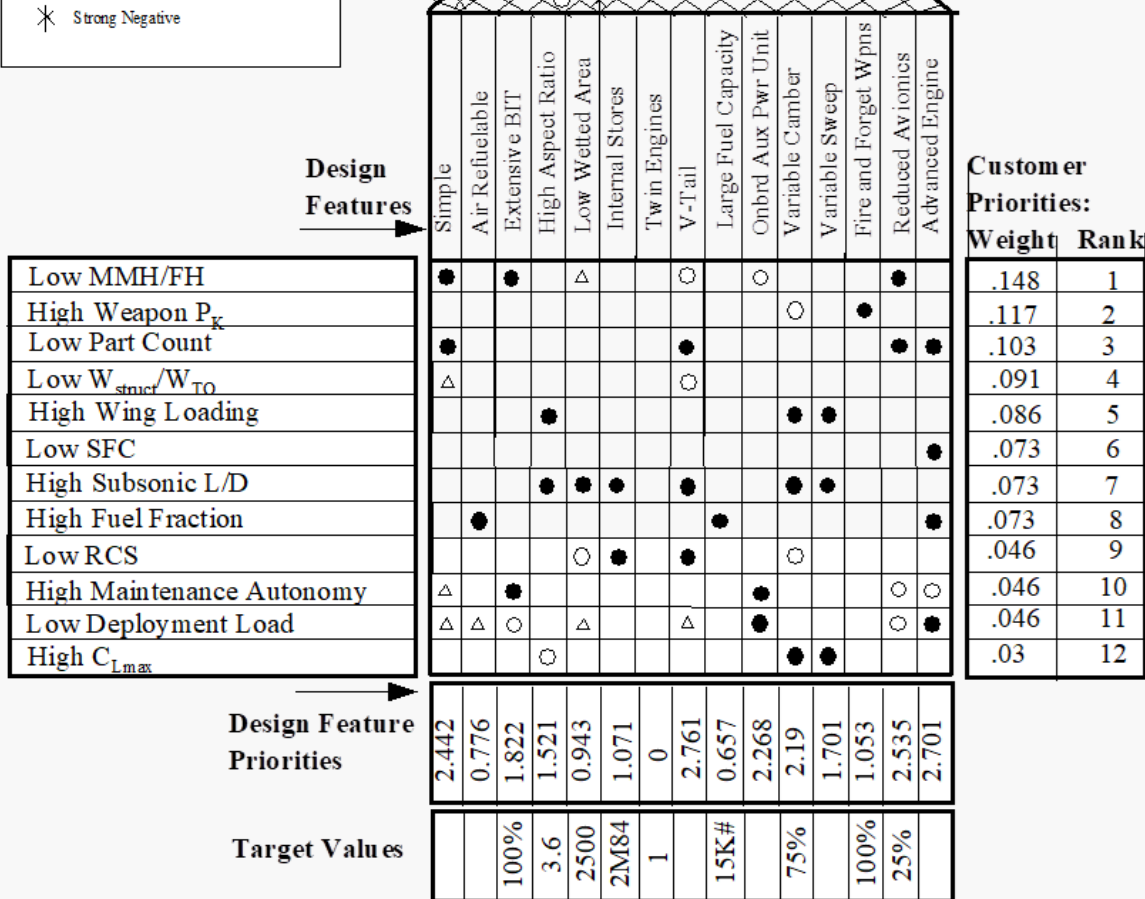 Strong Negative
Design
Features
Simple
Air Refuelable
Extensive BIT
High Aspect Ratio
Low Wetted Area
Internal Stores
Twin Engines
V-Tail
Large Fuel Capacity
Onbrd Aux Pwr Unit
Variable Camber
Variable Sweep
Fire and Forget Wpns
Reduced Avionics
Advanced Engine
Customer
Priorities:
Weight Rank
Low MMH/FH .148 1
High Weapon P_K .117 2
Low Part Count .103 3
Low W_struct/W_TO .091 4
High Wing Loading .086 5
Low SFC .073 6
High Subsonic L/D .073 7
High Fuel Fraction .073 8
Low RCS .046 9
High Maintenance Autonomy .046 10
Low Deployment Load .046 11
High C_Lmax .03 12
Design Feature
Priorities
2.442
0.776
1.822
1.521
0.943
1.071
0
2.761
0.657
2.268
2.19
1.701
1.053
2.535
2.701
Target Values
100%
3.6
2500
2M84
1
15K#
75%
100%
25%